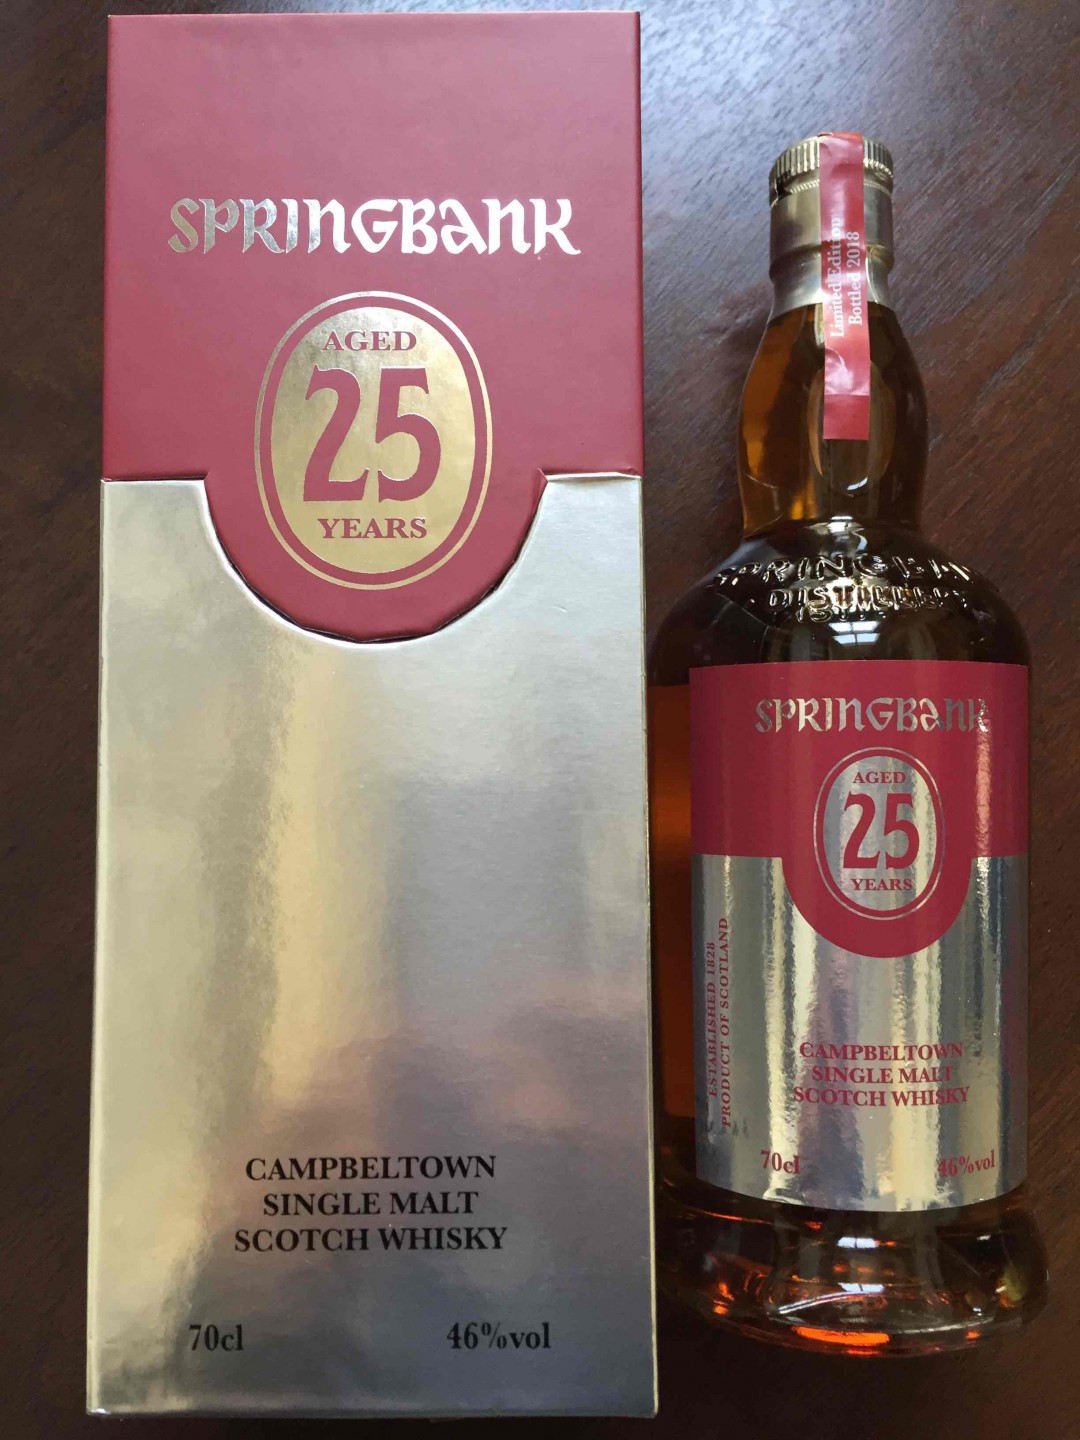 SPRINGBANK
AGED
25
YEARS
CAMPBELTOWN
SINGLE MALT
SCOTCH WHISKY
70cl 46%vol
Limited Edition
Bottled 2018
SPRINGBANK
DISTILLERY
SPRINGBANK
AGED
25
YEARS
ESTABLISHED 1828
PRODUCT OF SCOTLAND
CAMPBELTOWN
SINGLE MALT
SCOTCH WHISKY
70cl 46%vol